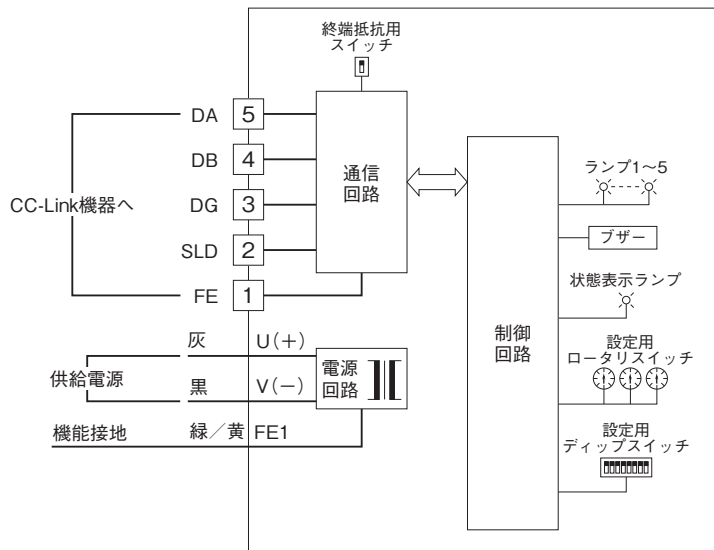 終端抵抗用
スイッチ
DA 5
DB 4
DG 3
SLD 2
FE 1
CC-Link機器へ
通信
回路
制御
回路
ランプ1～5
ブザー
状態表示ランプ
設定用
ロータリスイッチ
設定用
ディップスイッチ
供給電源
灰 U(＋)
黒 V(－)
電源
回路
機能接地 緑／黄 FE1